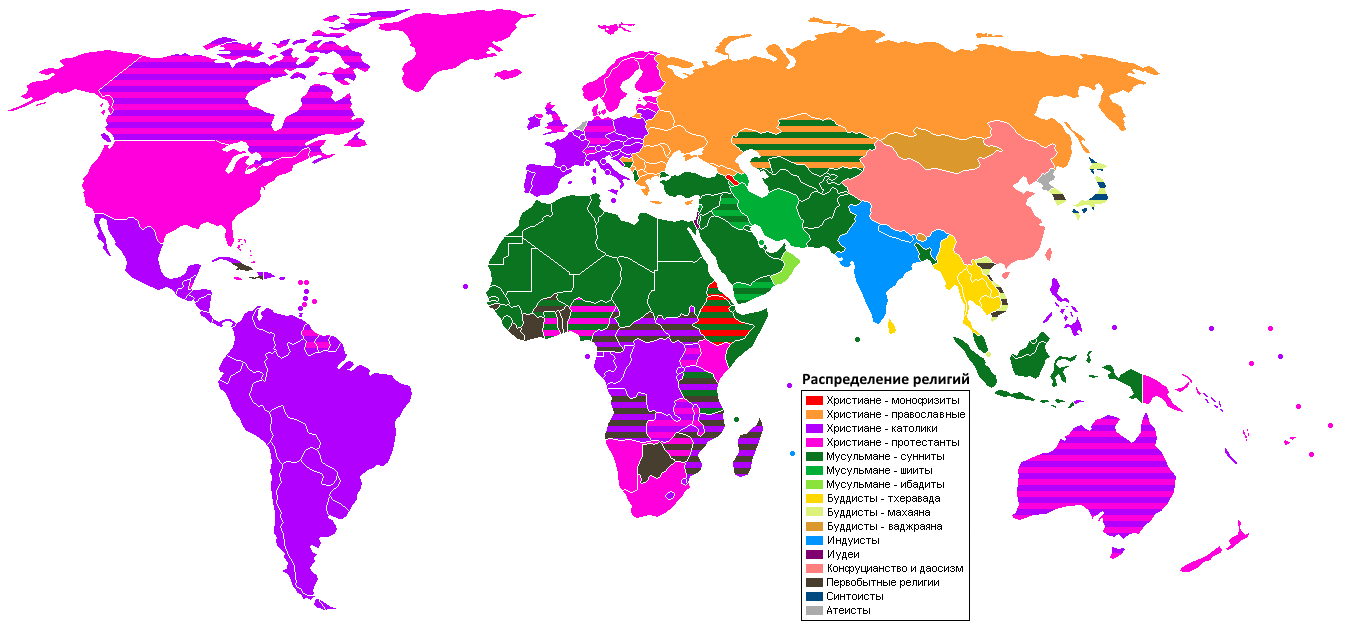 Распределение религий
Христиане - монофизиты
Христиане - православные
Христиане - католики
Христиане - протестанты
Мусульмане - сунниты
Мусульмане - шииты
Мусульмане - ибадиты
Буддисты - тхеравада
Буддисты - махаяна
Буддисты - ваджраяна
Индуисты
Иудеи
Конфуцианство и даосизм
Первобытные религии
Синтоисты
Атеисты